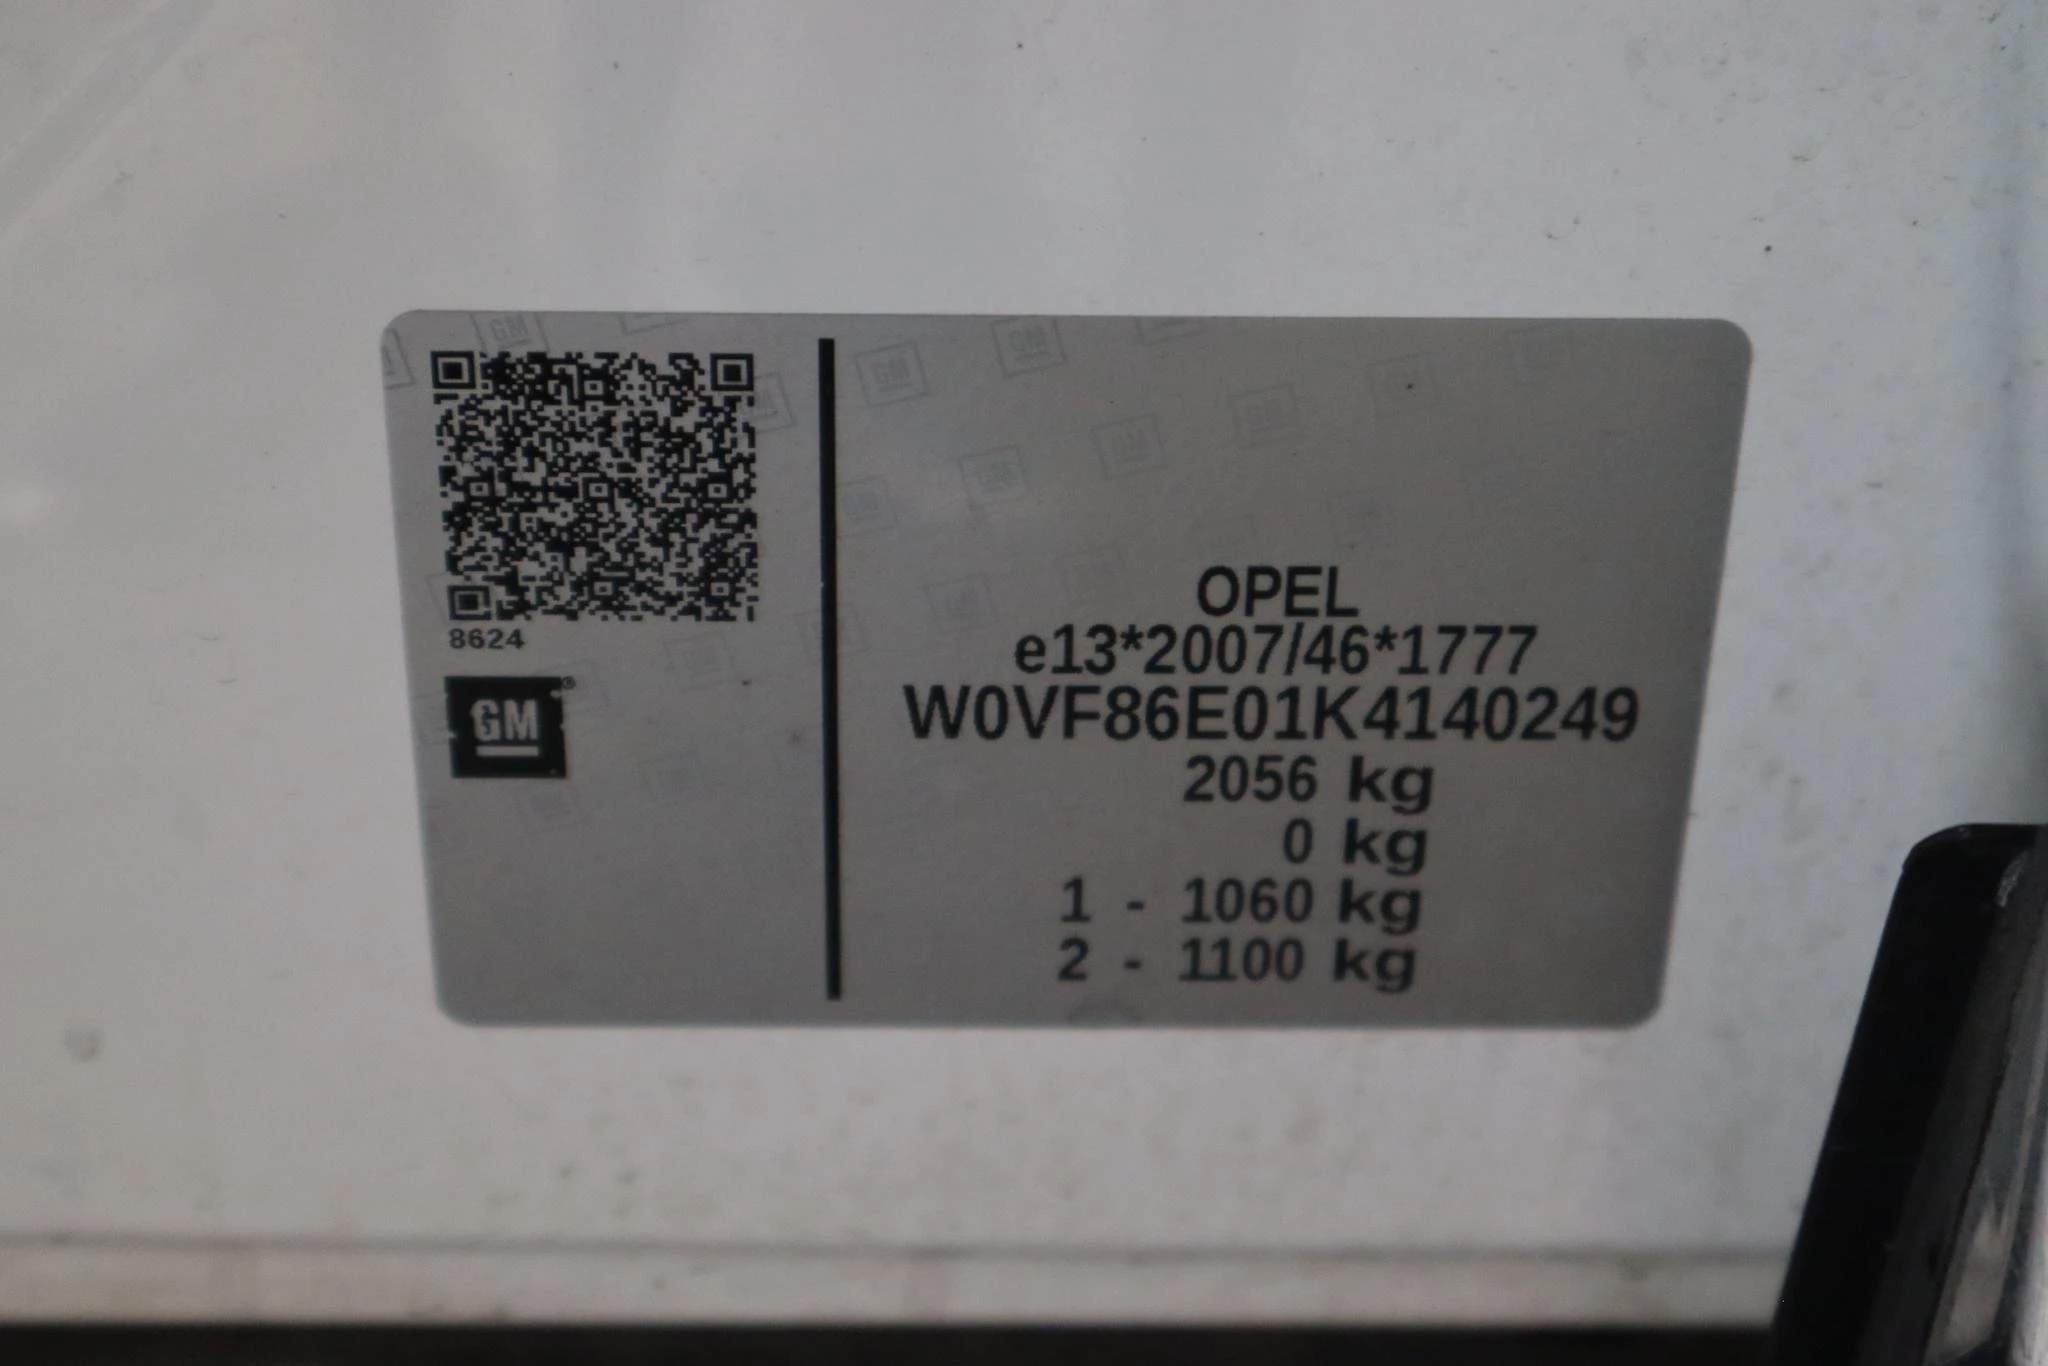 8624
GM
OPEL
e13*2007/46*1777
W0VF86E01K4140249
2056 kg
0 kg
1 - 1060 kg
2 - 1100 kg